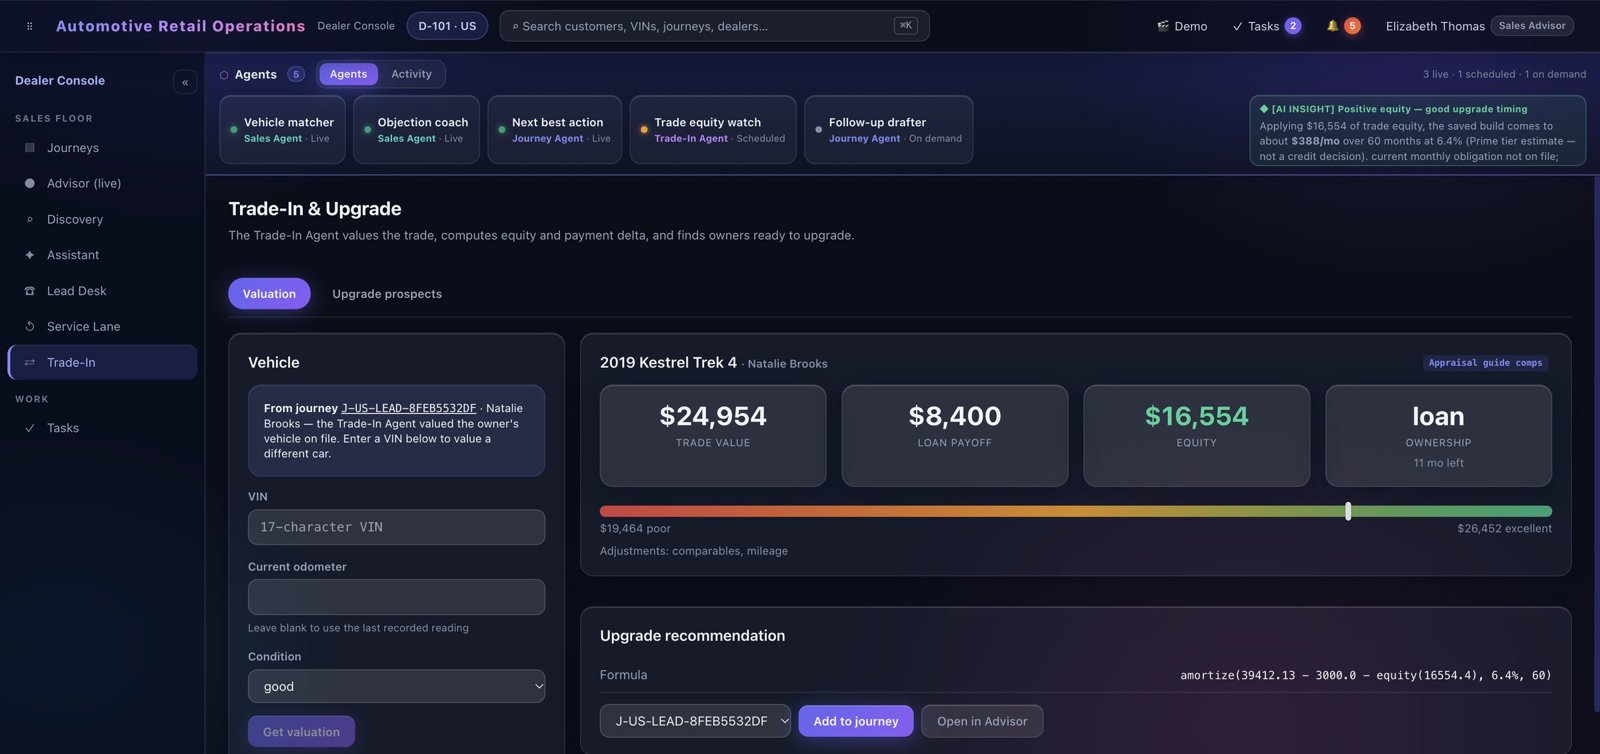 Automotive Retail Operations
Dealer Console
D-101 · US
Search customers, VINs, journeys, dealers...
⌘K
Demo
✓ Tasks 2
5
Elizabeth Thomas
Sales Advisor
Dealer Console
«
SALES FLOOR
Journeys
Advisor (live)
Discovery
Assistant
Lead Desk
Service Lane
Trade-In
WORK
✓ Tasks
Agents 5
Agents
Activity
3 live · 1 scheduled · 1 on demand
Vehicle matcher
Sales Agent · Live
Objection coach
Sales Agent · Live
Next best action
Journey Agent · Live
Trade equity watch
Trade-In Agent · Scheduled
Follow-up drafter
Journey Agent · On demand
◆ [AI INSIGHT] Positive equity — good upgrade timing
Applying $16,554 of trade equity, the saved build comes to
about $388/mo over 60 months at 6.4% (Prime tier estimate —
not a credit decision). current monthly obligation not on file;
Trade-In & Upgrade
The Trade-In Agent values the trade, computes equity and payment delta, and finds owners ready to upgrade.
Valuation
Upgrade prospects
Vehicle
From journey J-US-LEAD-8FEB5532DF · Natalie
Brooks — the Trade-In Agent valued the owner's
vehicle on file. Enter a VIN below to value a
different car.
VIN
17-character VIN
Current odometer
Leave blank to use the last recorded reading
Condition
good
Get valuation
2019 Kestrel Trek 4 · Natalie Brooks
Appraisal guide comps
$24,954
TRADE VALUE
$8,400
LOAN PAYOFF
$16,554
EQUITY
loan
OWNERSHIP
11 mo left
$19,464 poor
$26,452 excellent
Adjustments: comparables, mileage
Upgrade recommendation
Formula
amortize(39412.13 − 3000.0 − equity(16554.4), 6.4%, 60)
J-US-LEAD-8FEB5532DF
Add to journey
Open in Advisor